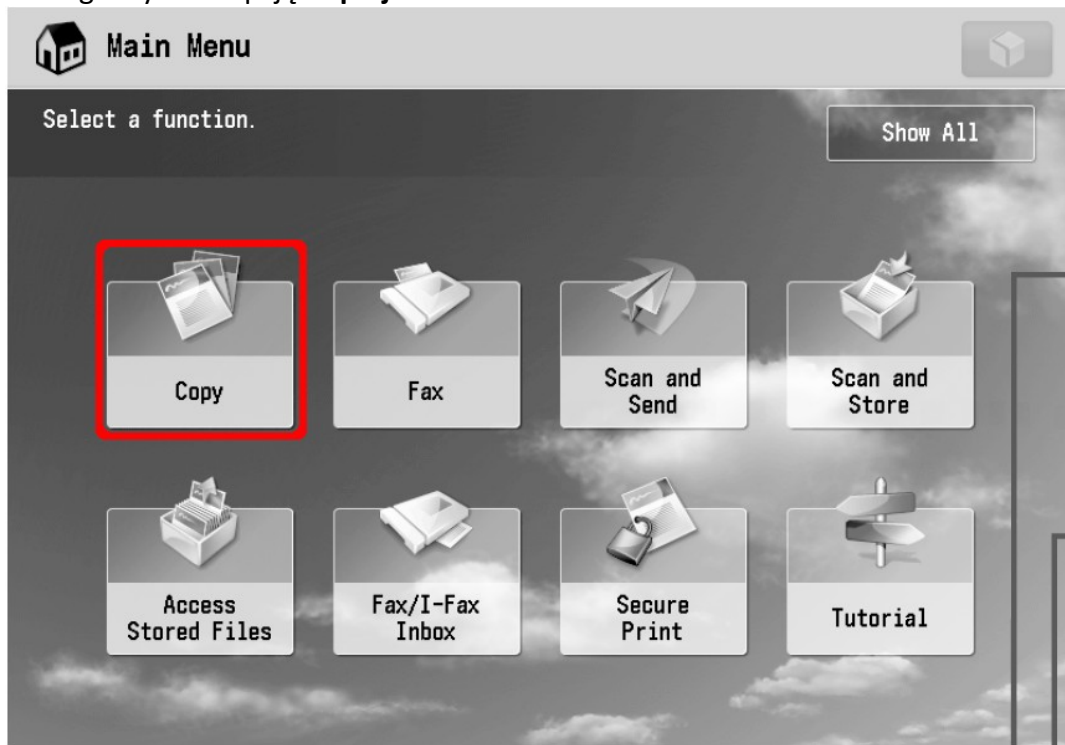 Main Menu
Select a function.
Show All
Copy
Fax
Scan and
Send
Scan and
Store
Access
Stored Files
Fax/I-Fax
Inbox
Secure
Print
Tutorial